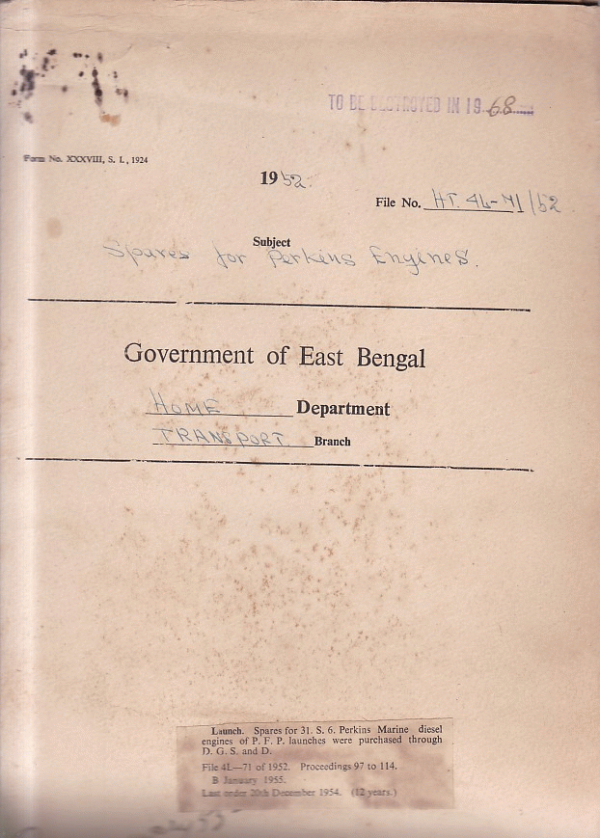 TO BE DESTROYED IN 1968
Form No. XXXVIII, S. I., 1924
1952.
File No. HT. 4L-71/52
Subject
Spares for Perkins Engines.
Government of East Bengal
HOME Department
TRANSPORT Branch
Launch. Spares for 31. S. 6. Perkins Marine diesel
engines of P. F. P. launches were purchased through
D. G. S. and D.
File 4L—71 of 1952. Proceedings 97 to 114.
B January 1955.
Last order 20th December 1954. (12 years.)